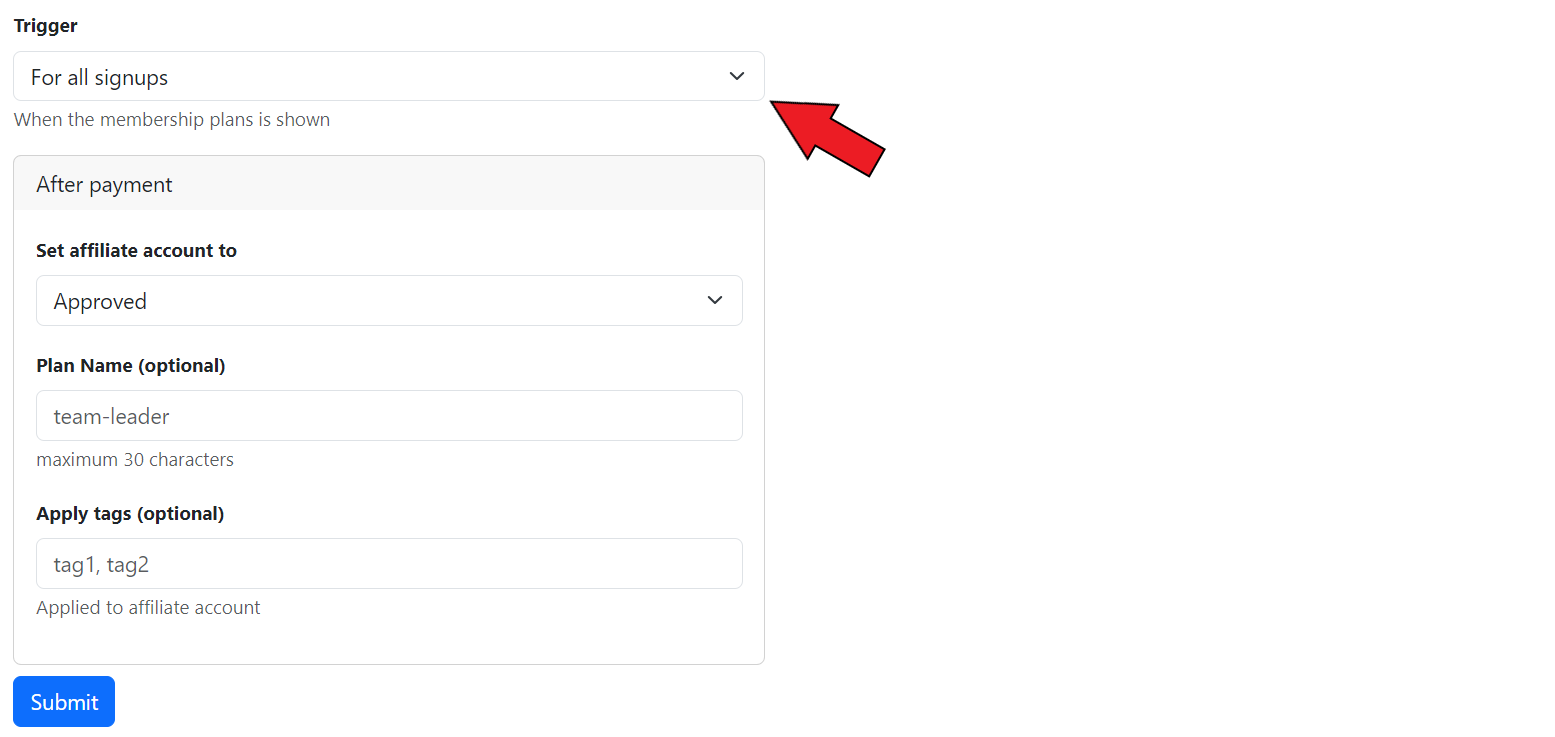 Trigger
For all signups
When the membership plans is shown
After payment
Set affiliate account to
Approved
Plan Name (optional)
team-leader
maximum 30 characters
Apply tags (optional)
tag1, tag2
Applied to affiliate account
Submit